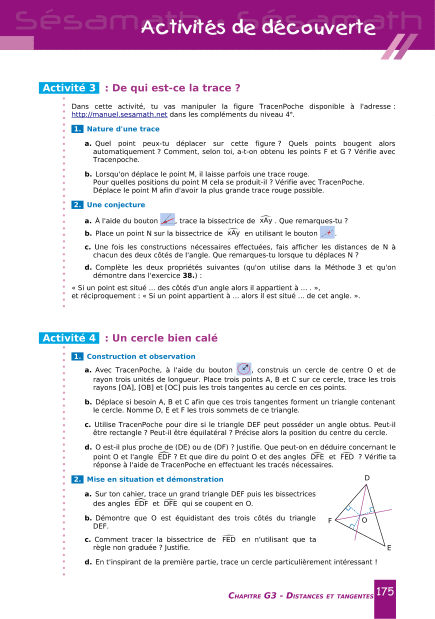 Sésamath Sésamath Sésamath
Activités de découverte
Activité 3 : De qui est-ce la trace ?
Dans cette activité, tu vas manipuler la figure TracenPoche disponible à l'adresse :
http://manuel.sesamath.net dans les compléments du niveau 4e.
1. Nature d'une trace
a. Quel point peux-tu déplacer sur cette figure ? Quels points bougent alors
automatiquement ? Comment, selon toi, a-t-on obtenu les points F et G ? Vérifie avec
Tracenpoche.
b. Lorsqu'on déplace le point M, il laisse parfois une trace rouge.
Pour quelles positions du point M cela se produit-il ? Vérifie avec TracenPoche.
Déplace le point M afin d'avoir la plus grande trace rouge possible.
2. Une conjecture
a. À l'aide du bouton , trace la bissectrice de xAy . Que remarques-tu ?
b. Place un point N sur la bissectrice de xAy en utilisant le bouton .
c. Une fois les constructions nécessaires effectuées, fais afficher les distances de N à
chacun des deux côtés de l'angle. Que remarques-tu lorsque tu déplaces N ?
d. Complète les deux propriétés suivantes (qu'on utilise dans la Méthode 3 et qu'on
démontre dans l'exercice 38.) :
« Si un point est situé ... des côtés d'un angle alors il appartient à ... . »,
et réciproquement : « Si un point appartient à ... alors il est situé ... de cet angle. ».
Activité 4 : Un cercle bien calé
1. Construction et observation
a. Avec TracenPoche, à l'aide du bouton , construis un cercle de centre O et de
rayon trois unités de longueur. Place trois points A, B et C sur ce cercle, trace les trois
rayons [OA], [OB] et [OC] puis les trois tangentes au cercle en ces points.
b. Déplace si besoin A, B et C afin que ces trois tangentes forment un triangle contenant
le cercle. Nomme D, E et F les trois sommets de ce triangle.
c. Utilise TracenPoche pour dire si le triangle DEF peut posséder un angle obtus. Peut-il
être rectangle ? Peut-il être équilatéral ? Précise alors la position du centre du cercle.
d. O est-il plus proche de (DE) ou de (DF) ? Justifie. Que peut-on en déduire concernant le
point O et l'angle EDF ? Et que dire du point O et des angles DFE et FED ? Vérifie ta
réponse à l'aide de TracenPoche en effectuant les tracés nécessaires.
2. Mise en situation et démonstration
a. Sur ton cahier, trace un grand triangle DEF puis les bissectrices
des angles EDF et DFE qui se coupent en O.
b. Démontre que O est équidistant des trois côtés du triangle
DEF.
c. Comment tracer la bissectrice de FED en n'utilisant que ta
règle non graduée ? Justifie.
d. En t'inspirant de la première partie, trace un cercle particulièrement intéressant !
D
F
O
E
CHAPITRE G3 – DISTANCES ET TANGENTES 175